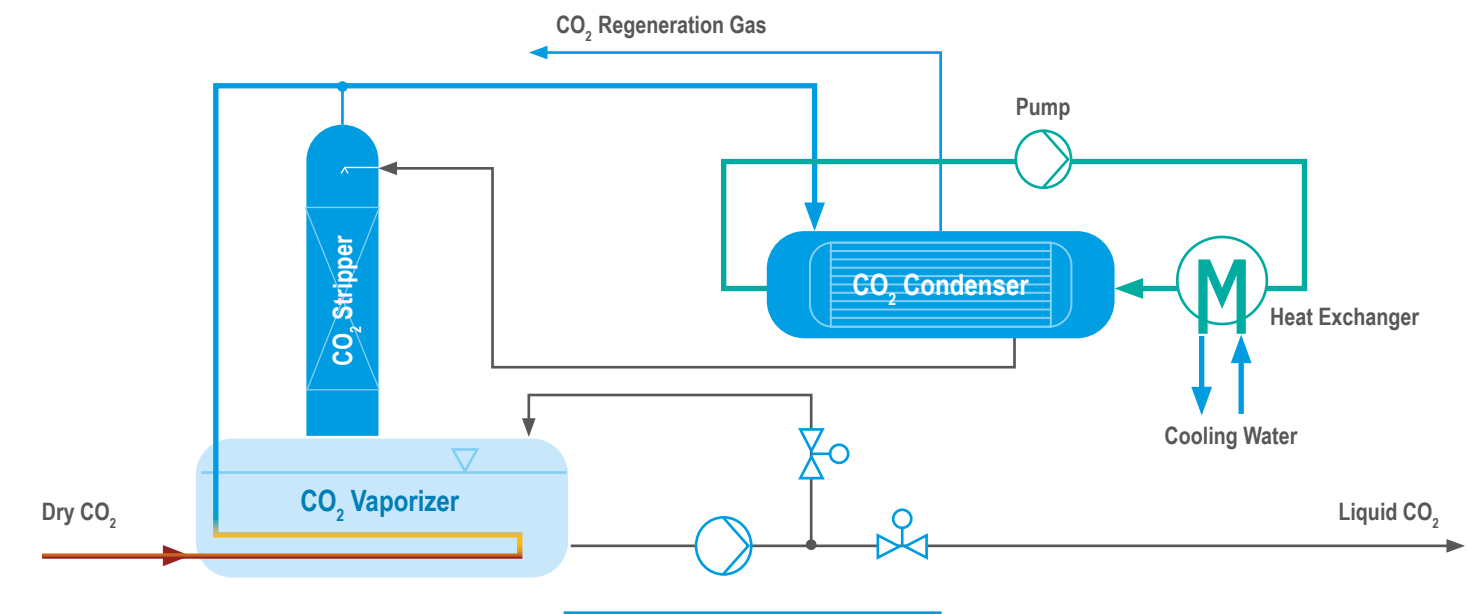 CO₂ Regeneration Gas
Pump
CO₂ Stripper
CO₂ Condenser
Heat Exchanger
Cooling Water
CO₂ Vaporizer
Dry CO₂
Liquid CO₂